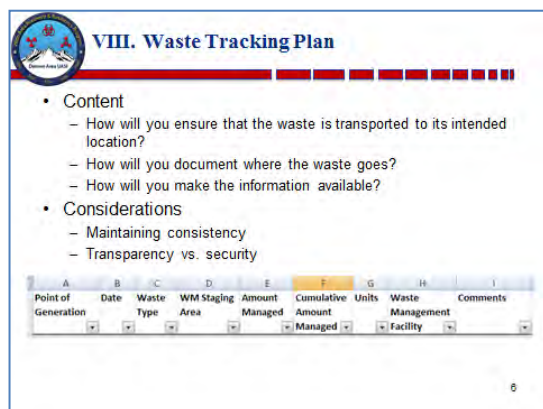 VIII. Waste Tracking Plan
Denver Area UASI
• Content
– How will you ensure that the waste is transported to its intended
location?
– How will you document where the waste goes?
– How will you make the information available?
• Considerations
– Maintaining consistency
– Transparency vs. security
A B C D E F G H I
Point of Date Waste WM Staging Amount Cumulative Units Waste Comments
Generation Type Area Managed Amount Management
Managed Facility
6